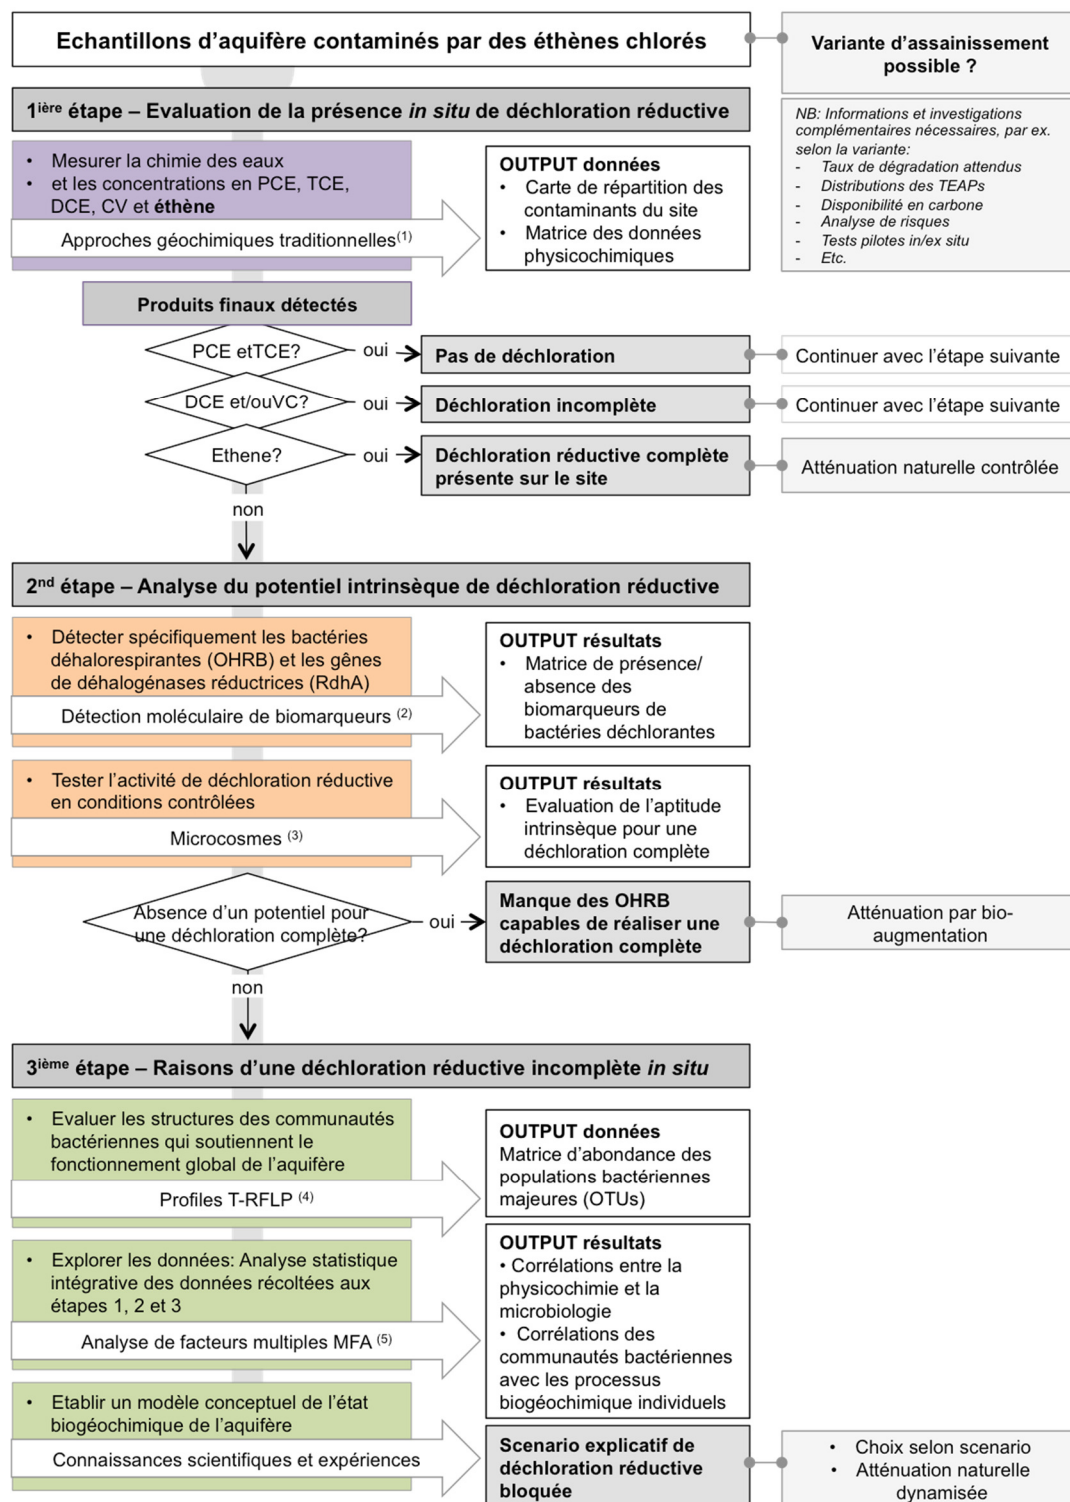 Echantillons d'aquifère contaminés par des éthènes chlorés
Variante d'assainissement
possible ?
1ière étape – Evaluation de la présence in situ de déchloration réductive
NB: Informations et investigations
complémentaires nécessaires, par ex.
selon la variante:
- Taux de dégradation attendus
- Distributions des TEAPs
- Disponibilité en carbone
- Analyse de risques
- Tests pilotes in/ex situ
- Etc.
• Mesurer la chimie des eaux
• et les concentrations en PCE, TCE,
DCE, CV et éthène
Approches géochimiques traditionnelles(1)
OUTPUT données
• Carte de répartition des
contaminants du site
• Matrice des données
physicochimiques
Produits finaux détectés
PCE etTCE?
oui
Pas de déchloration
Continuer avec l'étape suivante
DCE et/ouVC?
oui
Déchloration incomplète
Continuer avec l'étape suivante
Ethene?
oui
Déchloration réductive complète
présente sur le site
Atténuation naturelle contrôlée
non
2nd étape – Analyse du potentiel intrinsèque de déchloration réductive
• Détecter spécifiquement les bactéries
déhalorespirantes (OHRB) et les gênes
de déhalogénases réductrices (RdhA)
Détection moléculaire de biomarqueurs (2)
OUTPUT résultats
• Matrice de présence/
absence des
biomarqueurs de
bactéries déchlorantes
• Tester l'activité de déchloration réductive
en conditions contrôlées
Microcosmes (3)
OUTPUT résultats
• Evaluation de l'aptitude
intrinsèque pour une
déchloration complète
Absence d'un potentiel pour
une déchloration complète?
oui
Manque des OHRB
capables de réaliser une
déchloration complète
Atténuation par bio-
augmentation
non
3ième étape – Raisons d'une déchloration réductive incomplète in situ
• Evaluer les structures des communautés
bactériennes qui soutiennent le
fonctionnement global de l'aquifère
Profiles T-RFLP (4)
OUTPUT données
Matrice d'abondance des
populations bactériennes
majeures (OTUs)
• Explorer les données: Analyse statistique
intégrative des données récoltées aux
étapes 1, 2 et 3
Analyse de facteurs multiples MFA (5)
OUTPUT résultats
• Corrélations entre la
physicochimie et la
microbiologie
• Corrélations des
communautés bactériennes
avec les processus
biogéochimique individuels
• Etablir un modèle conceptuel de l'état
biogéochimique de l'aquifère
Connaissances scientifiques et expériences
Scenario explicatif de
déchloration réductive
bloquée
• Choix selon scenario
• Atténuation naturelle
dynamisée